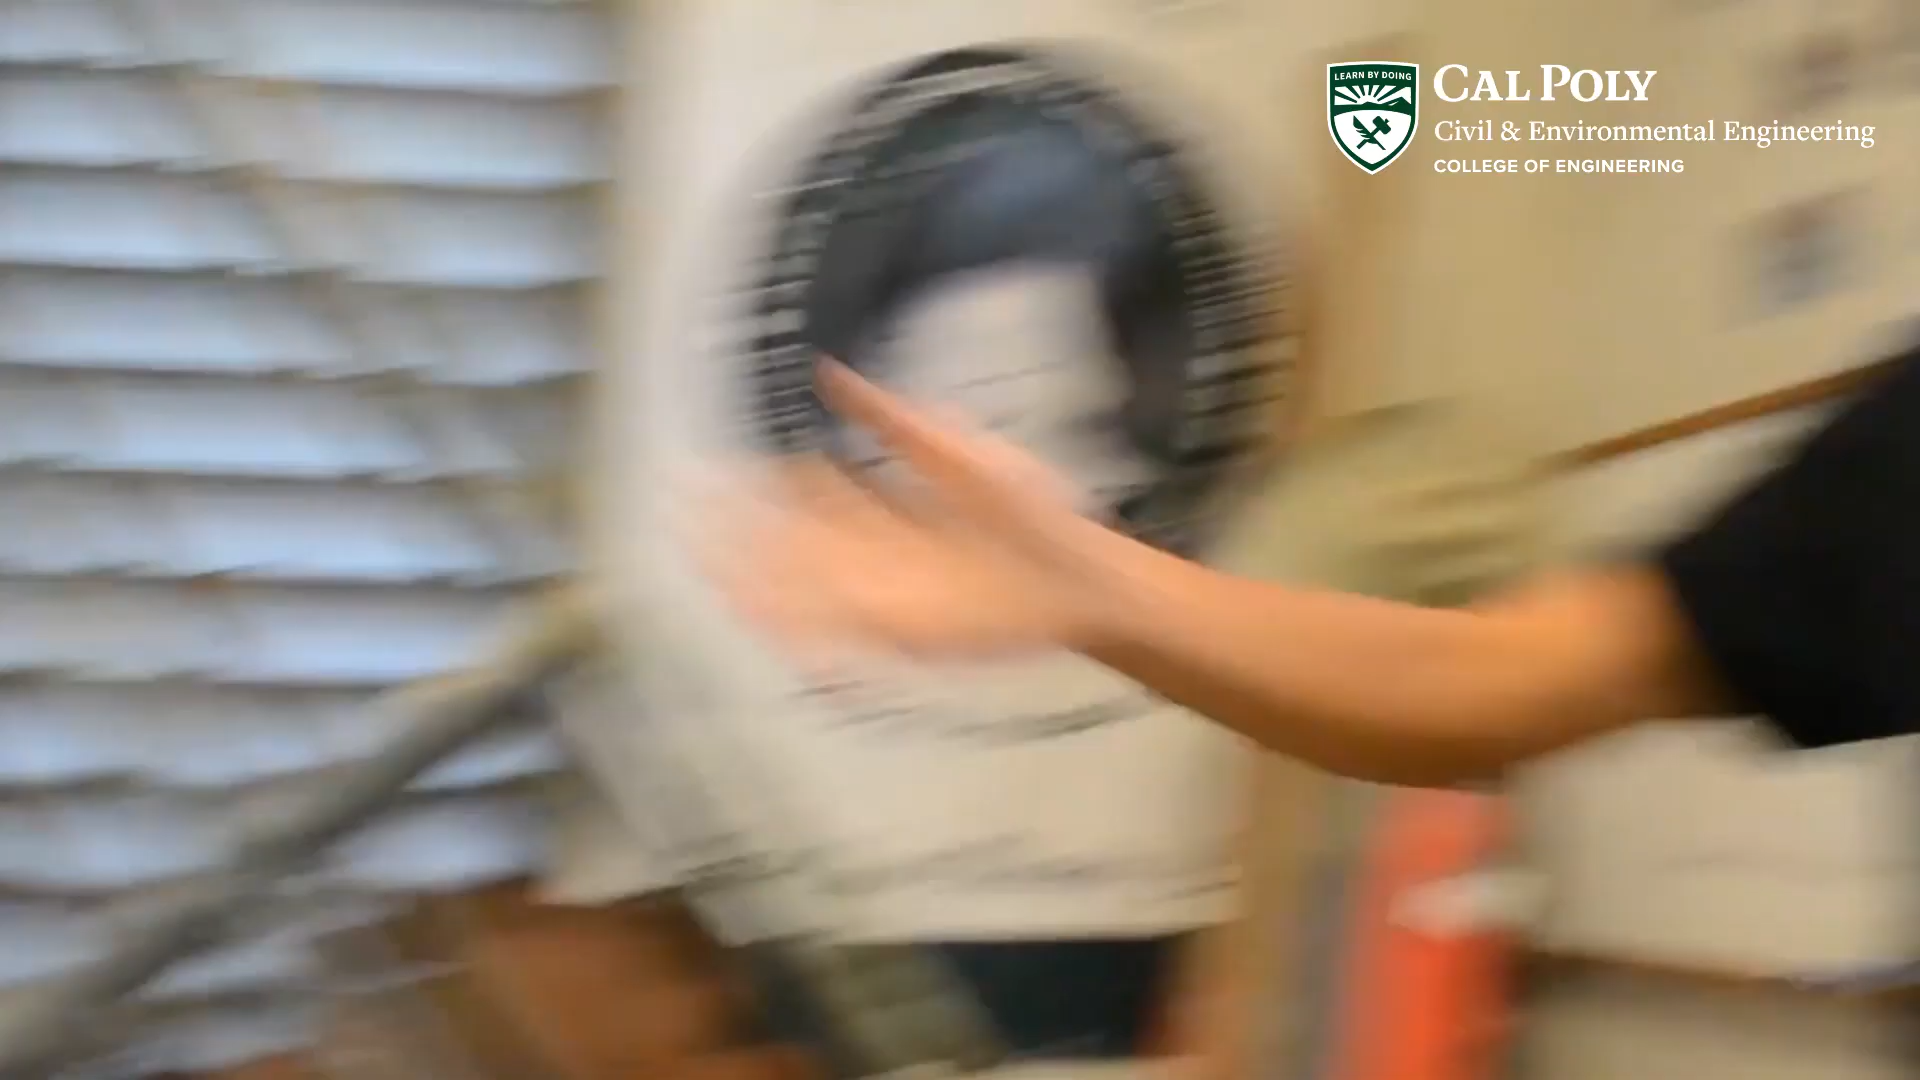 LEARN BY DOING
CAL POLY
Civil & Environmental Engineering
COLLEGE OF ENGINEERING